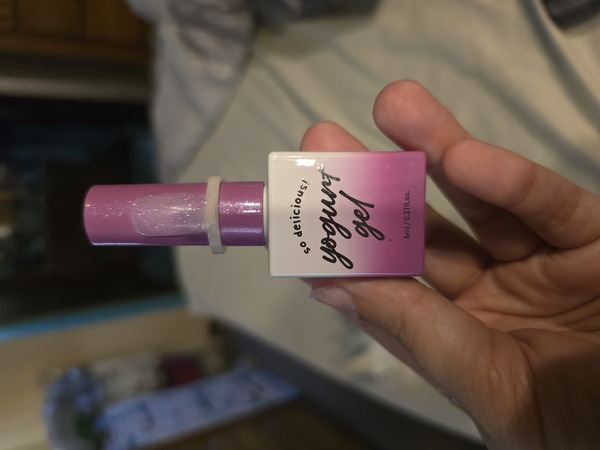 so delicious!
yogurt
gel
8ml/0.27fl.oz.